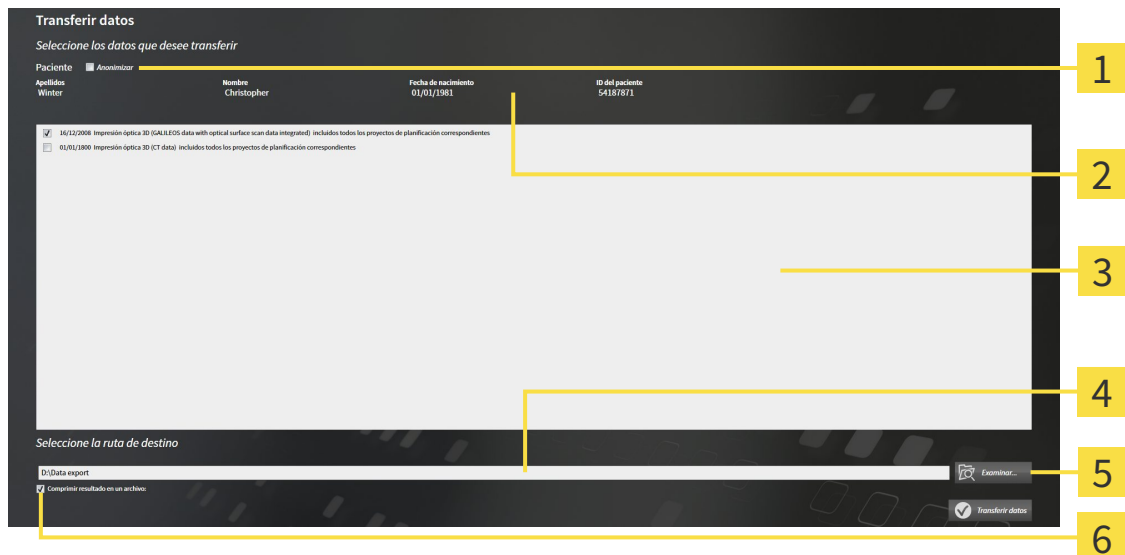 Transferir datos
Seleccione los datos que desee transferir
Paciente Anonimizar
1
Apellidos Nombre Fecha de nacimiento ID del paciente
Winter Christopher 01/01/1981 54187871
16/12/2008 Impresión óptica 3D (GALILEOS data with optical surface scan data integrated) incluidos todos los proyectos de planificación correspondientes
01/01/1800 Impresión óptica 3D (CT data) incluidos todos los proyectos de planificación correspondientes
2
3
4
Seleccione la ruta de destino
D:\Data export Examinar... 5
Comprimir resultado en un archivo:
Transferir datos
6